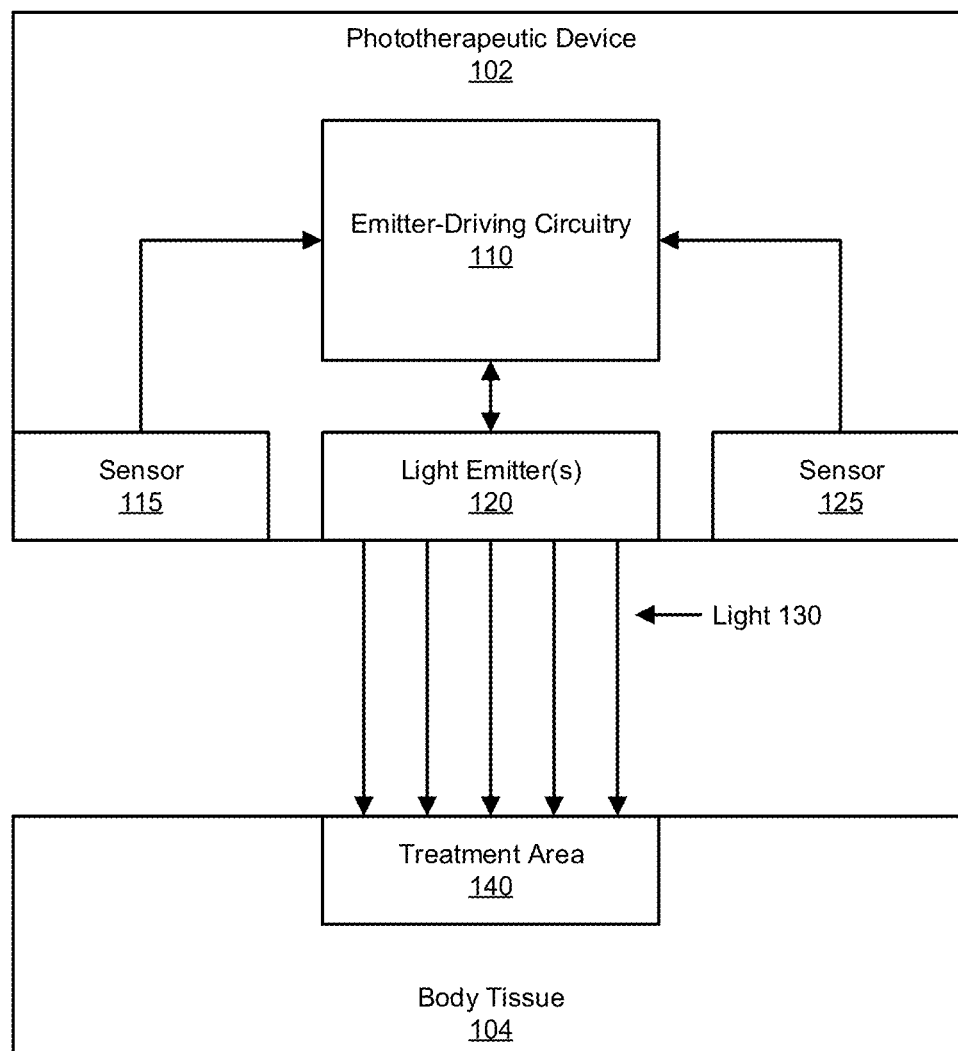 Phototherapeutic Device
102
Emitter-Driving Circuitry
110
Sensor
115
Light Emitter(s)
120
Sensor
125
Light 130
Treatment Area
140
Body Tissue
104